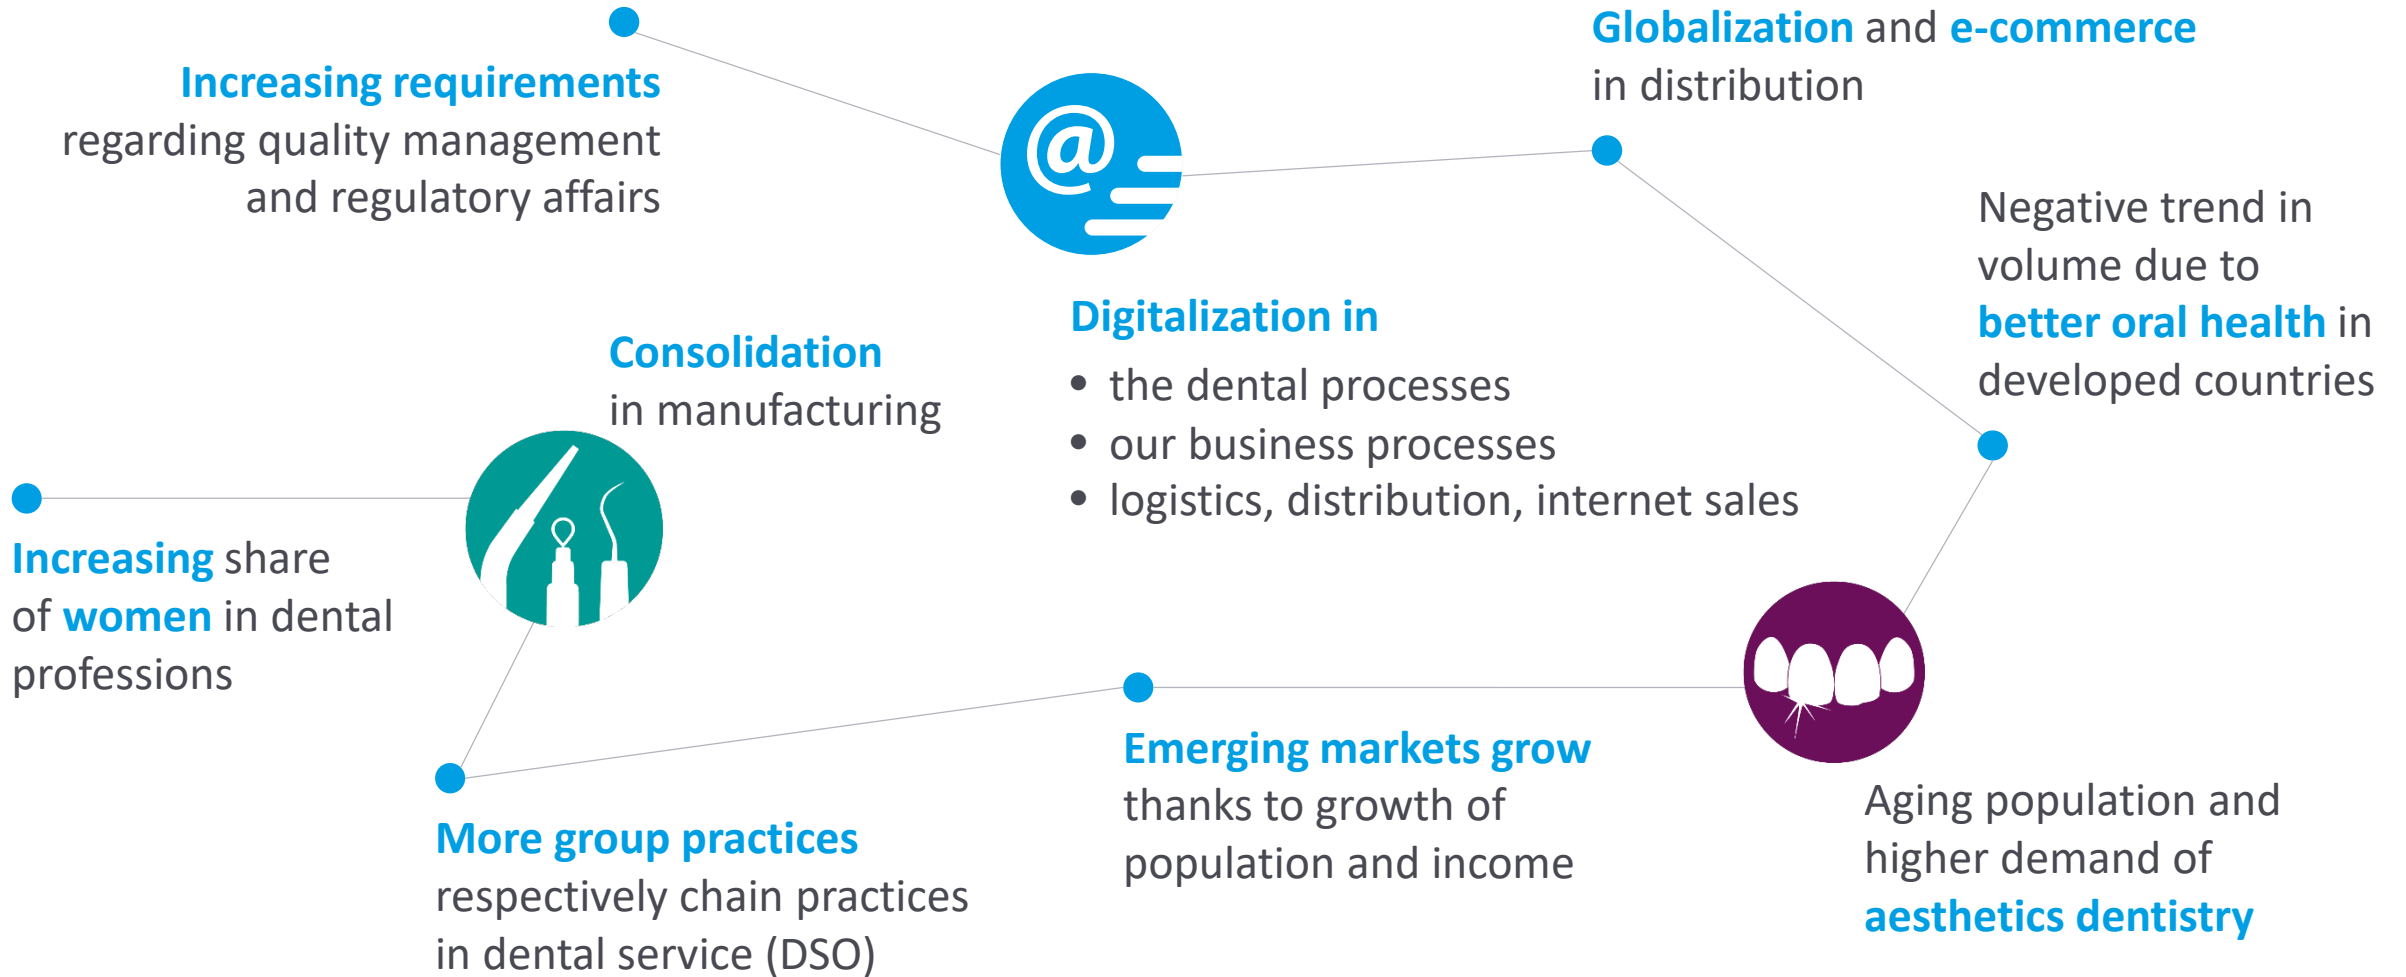 Increasing requirements
regarding quality management
and regulatory affairs
@
Globalization and e-commerce
in distribution
Negative trend in
volume due to
better oral health in
developed countries
Digitalization in
• the dental processes
• our business processes
• logistics, distribution, internet sales
Consolidation
in manufacturing
Increasing share
of women in dental
professions
More group practices
respectively chain practices
in dental service (DSO)
Emerging markets grow
thanks to growth of
population and income
Aging population and
higher demand of
aesthetics dentistry